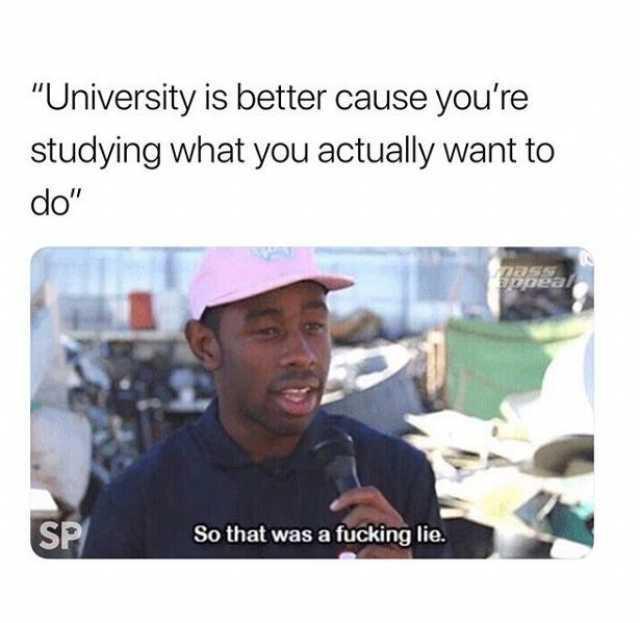 "University is better cause you're
studying what you actually want to
do"
mass
appeal
SP
So that was a fucking lie.